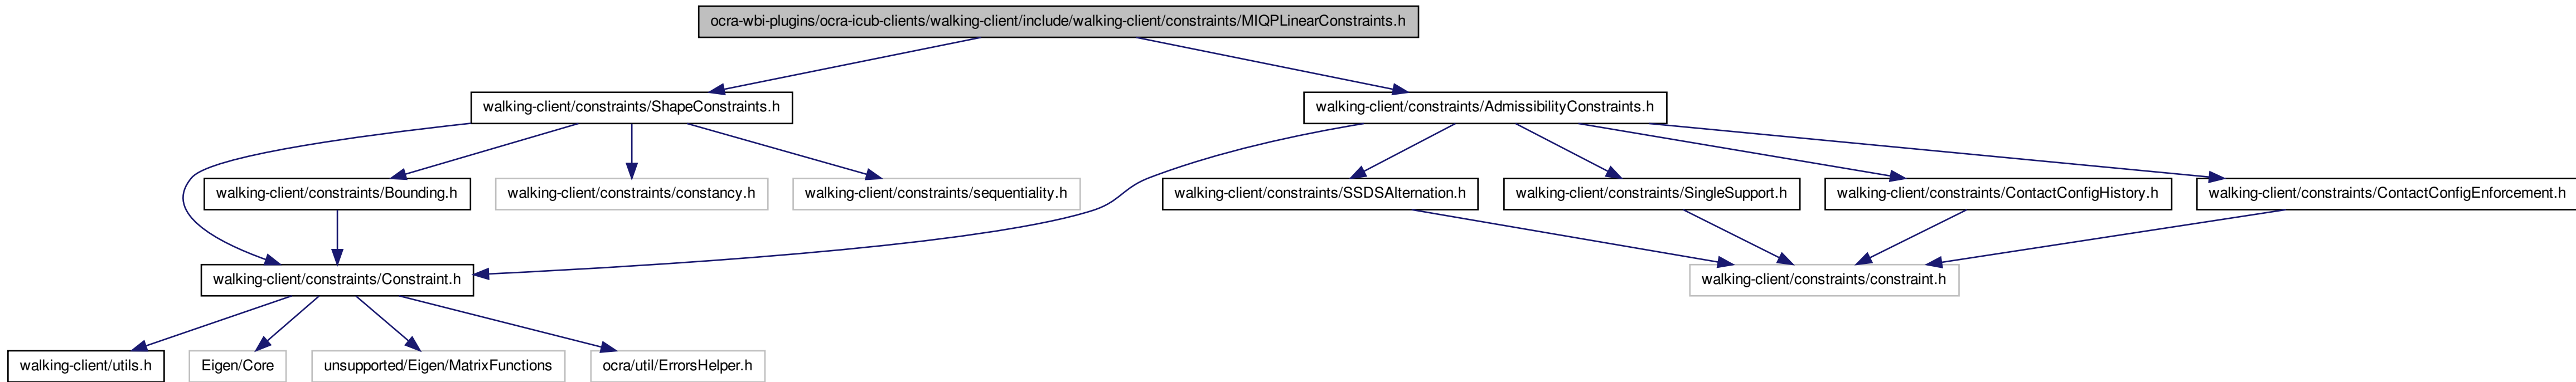 ocra-wbi-plugins/ocra-icub-clients/walking-client/include/walking-client/constraints/MIQPLinearConstraints.h
walking-client/constraints/ShapeConstraints.h
walking-client/constraints/AdmissibilityConstraints.h
walking-client/constraints/Bounding.h
walking-client/constraints/constancy.h
walking-client/constraints/sequentiality.h
walking-client/constraints/SSDSAlternation.h
walking-client/constraints/SingleSupport.h
walking-client/constraints/ContactConfigHistory.h
walking-client/constraints/ContactConfigEnforcement.h
walking-client/constraints/Constraint.h
walking-client/constraints/constraint.h
walking-client/utils.h
Eigen/Core
unsupported/Eigen/MatrixFunctions
ocra/util/ErrorsHelper.h